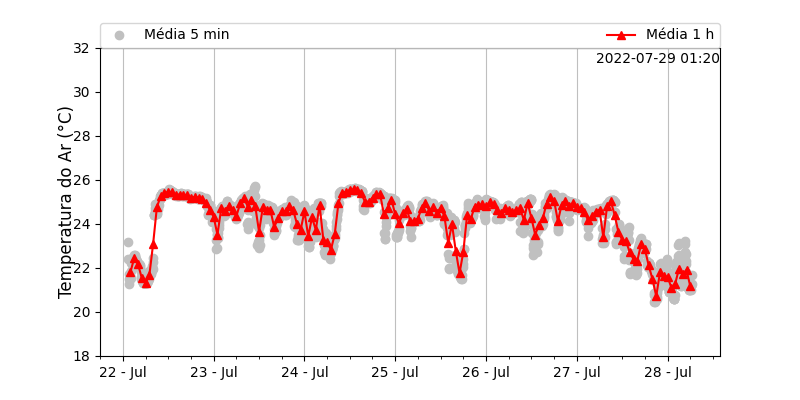 Média 5 min
Média 1 h
2022-07-29 01:20
Temperatura do Ar (°C)
32
30
28
26
24
22
20
18
22 - Jul
23 - Jul
24 - Jul
25 - Jul
26 - Jul
27 - Jul
28 - Jul